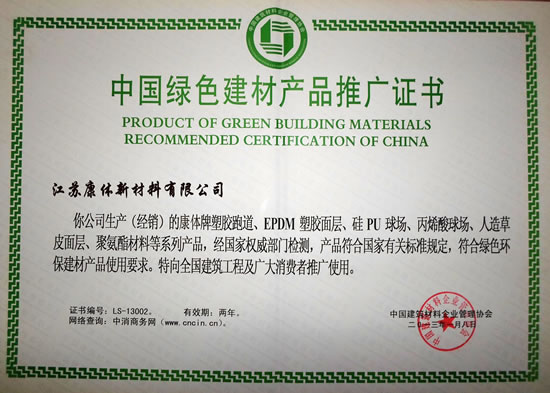 中国绿色建材产品推广证书
PRODUCT OF GREEN BUILDING MATERIALS
RECOMMENDED CERTIFICATION OF CHINA
江苏康体新材料有限公司
你公司生产（经销）的康体牌塑胶跑道、EPDM 塑胶面层、硅 PU 球场、丙烯酸球场、人造草
皮面层、聚氨酯材料等系列产品，经国家权威部门检测，产品符合国家有关标准规定，符合绿色环
保建材产品使用要求。特向全国建筑工程及广大消费者推广使用。
证书编号：LS-13002。 有效期：两年。
网络查询：中消商务网（www.cncin.cn）。
中国建筑材料企业管理协会
二〇一三年 月八日